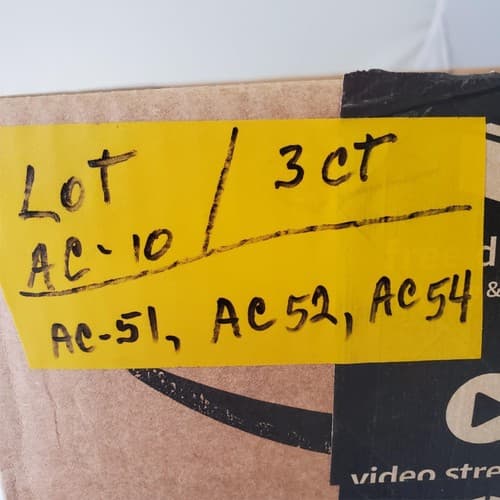 LOT / 3 CT
AC-10
AC-51, AC52, AC54
&
video stre